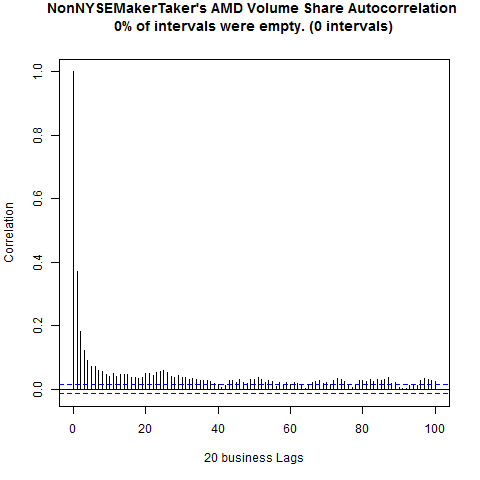 NonNYSEMakerTaker's AMD Volume Share Autocorrelation
0% of intervals were empty. (0 intervals)
1.0
0.8
0.6
0.4
0.2
0.0
Correlation
0 20 40 60 80 100
20 business Lags